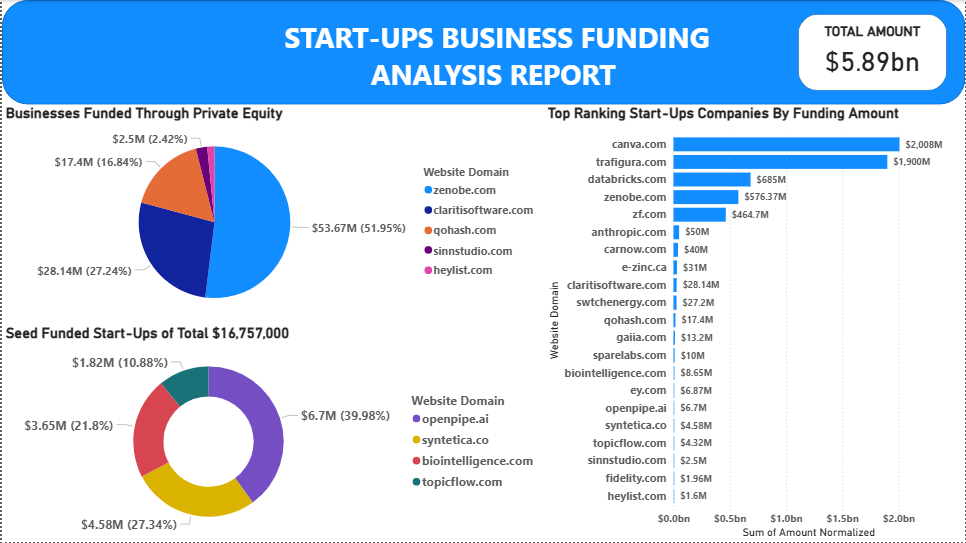 START-UPS BUSINESS FUNDING
ANALYSIS REPORT
TOTAL AMOUNT
$5.89bn
Businesses Funded Through Private Equity
$2.5M (2.42%)
$17.4M (16.84%)
$53.67M (51.95%)
$28.14M (27.24%)
Website Domain
zenobe.com
claritisoftware.com
qohash.com
sinnstudio.com
heylist.com
Seed Funded Start-Ups of Total $16,757,000
$1.82M (10.88%)
$6.7M (39.98%)
$3.65M (21.8%)
$4.58M (27.34%)
Website Domain
openpipe.ai
syntetica.co
biointelligence.com
topicflow.com
Top Ranking Start-Ups Companies By Funding Amount
Website Domain
canva.com $2,008M
trafigura.com $1,900M
databricks.com $685M
zenobe.com $576.37M
zf.com $464.7M
anthropic.com $50M
carnow.com $40M
e-zinc.ca $31M
claritisoftware.com $28.14M
swtchenergy.com $27.2M
qohash.com $17.4M
gaiia.com $13.2M
sparelabs.com $10M
biointelligence.com $8.65M
ey.com $6.87M
openpipe.ai $6.7M
syntetica.co $4.58M
topicflow.com $4.32M
sinnstudio.com $2.5M
fidelity.com $1.96M
heylist.com $1.6M
$0.0bn $0.5bn $1.0bn $1.5bn $2.0bn
Sum of Amount Normalized